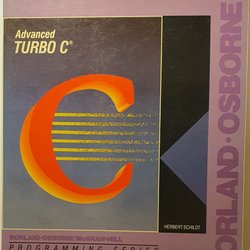 Advanced
TURBO C®
C
HERBERT SCHILDT
BORLAND·OSBORNE/McGRAW-HILL
PROGRAMMING SERIES
BORLAND·OSBORNE